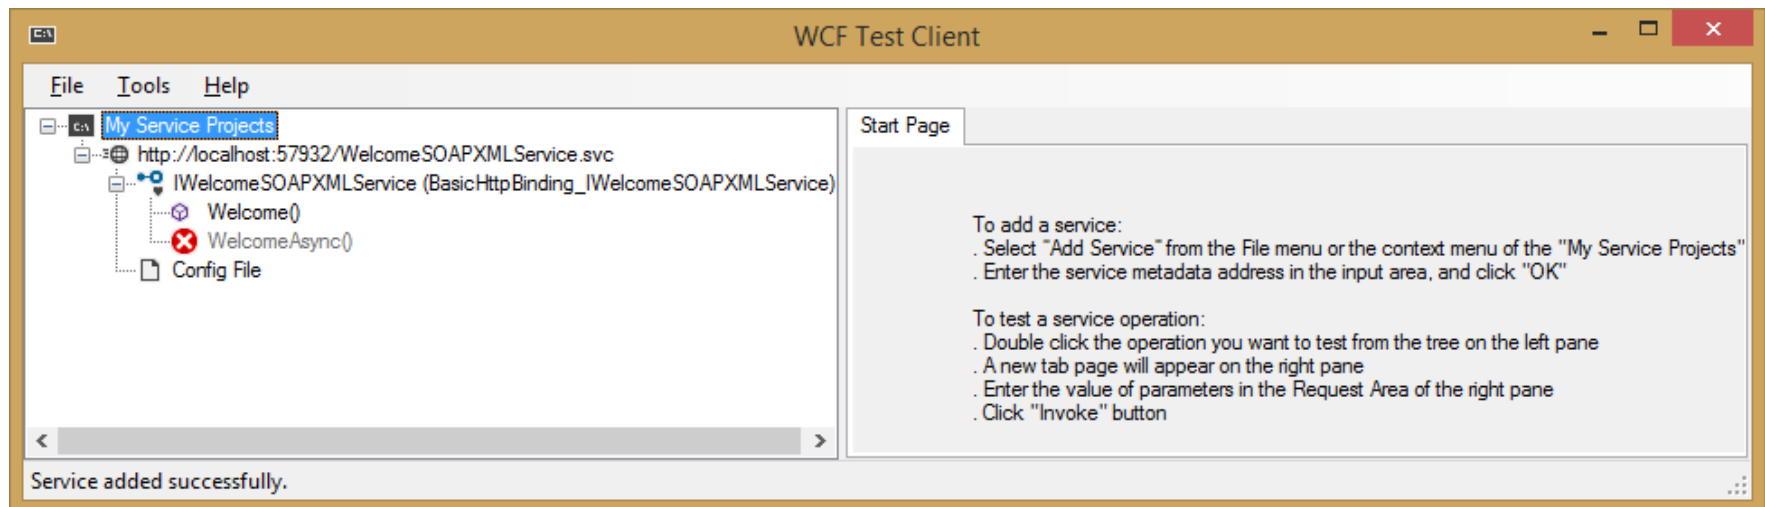 WCF Test Client
File Tools Help
My Service Projects
http://localhost:57932/WelcomeSOAPXMLService.svc
IWelcomeSOAPXMLService (BasicHttpBinding_IWelcomeSOAPXMLService)
Welcome()
WelcomeAsync()
Config File
Start Page
To add a service:
. Select "Add Service" from the File menu or the context menu of the "My Service Projects"
. Enter the service metadata address in the input area, and click "OK"
To test a service operation:
. Double click the operation you want to test from the tree on the left pane
. A new tab page will appear on the right pane
. Enter the value of parameters in the Request Area of the right pane
. Click "Invoke" button
Service added successfully.